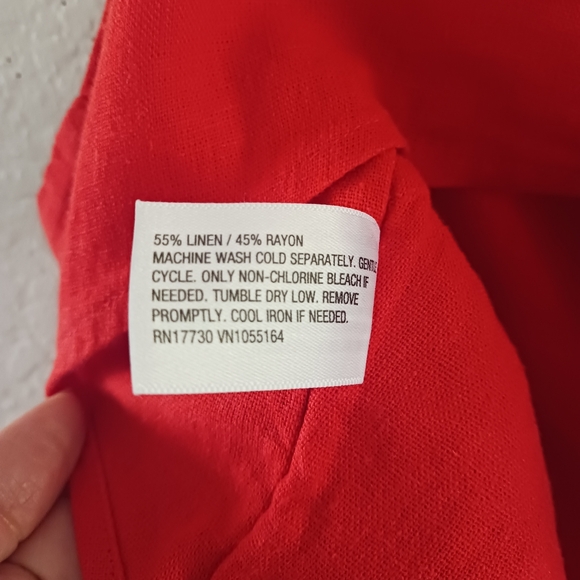 55% LINEN / 45% RAYON
MACHINE WASH COLD SEPARATELY. GENTLE
CYCLE. ONLY NON-CHLORINE BLEACH IF
NEEDED. TUMBLE DRY LOW. REMOVE
PROMPTLY. COOL IRON IF NEEDED.
RN17730 VN1055164